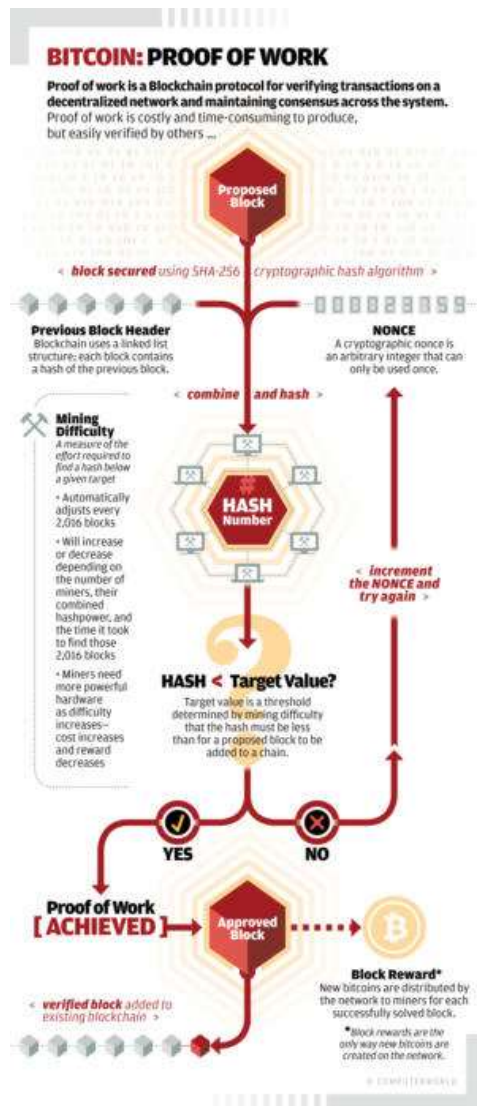 BITCOIN: PROOF OF WORK
Proof of work is a Blockchain protocol for verifying transactions on a
decentralized network and maintaining consensus across the system.
Proof of work is costly and time-consuming to produce,
but easily verified by others ...
Proposed
Block
< block secured using SHA-256 cryptographic hash algorithm >
Previous Block Header
Blockchain uses a linked list
structure; each block contains
a hash of the previous block.
NONCE
A cryptographic nonce is
an arbitrary integer that can
only be used once.
< combine and hash >
Mining
Difficulty
A measure of the
effort required to
find a hash below
a given target
• Automatically
adjusts every
2,016 blocks
• Will increase
or decrease
depending on
the number of
miners, their
combined
hashpower, and
the time it took
to find those
2,016 blocks
• Miners need
more powerful
hardware
as difficulty
increases—
cost increases
and reward
decreases
#
HASH
Number
< increment
the NONCE and
try again >
?
HASH < Target Value?
Target value is a threshold
determined by mining difficulty
that the hash must be less
than for a proposed block to be
added to a chain.
YES
NO
Proof of Work
[ ACHIEVED ]
Approved
Block
Block Reward*
New bitcoins are distributed by
the network to miners for each
successfully solved block.
*Block rewards are the
only way new bitcoins are
created on the network.
< verified block added to
existing blockchain >
© COMPUTERWORLD